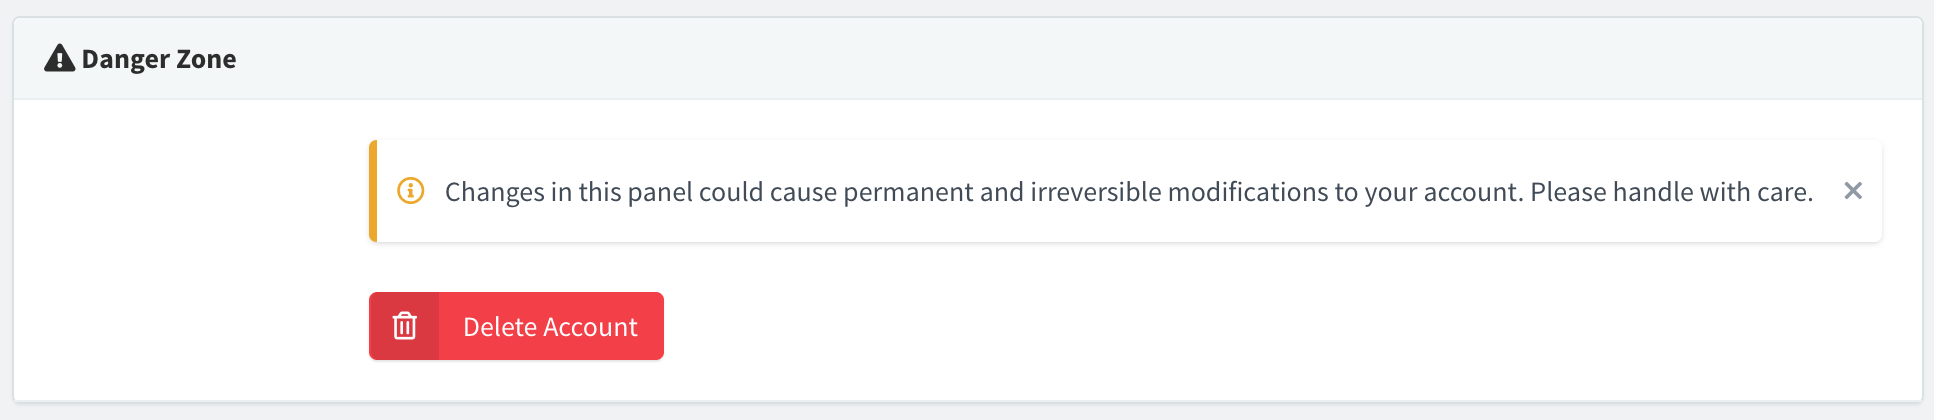 Danger Zone
Changes in this panel could cause permanent and irreversible modifications to your account. Please handle with care.
Delete Account